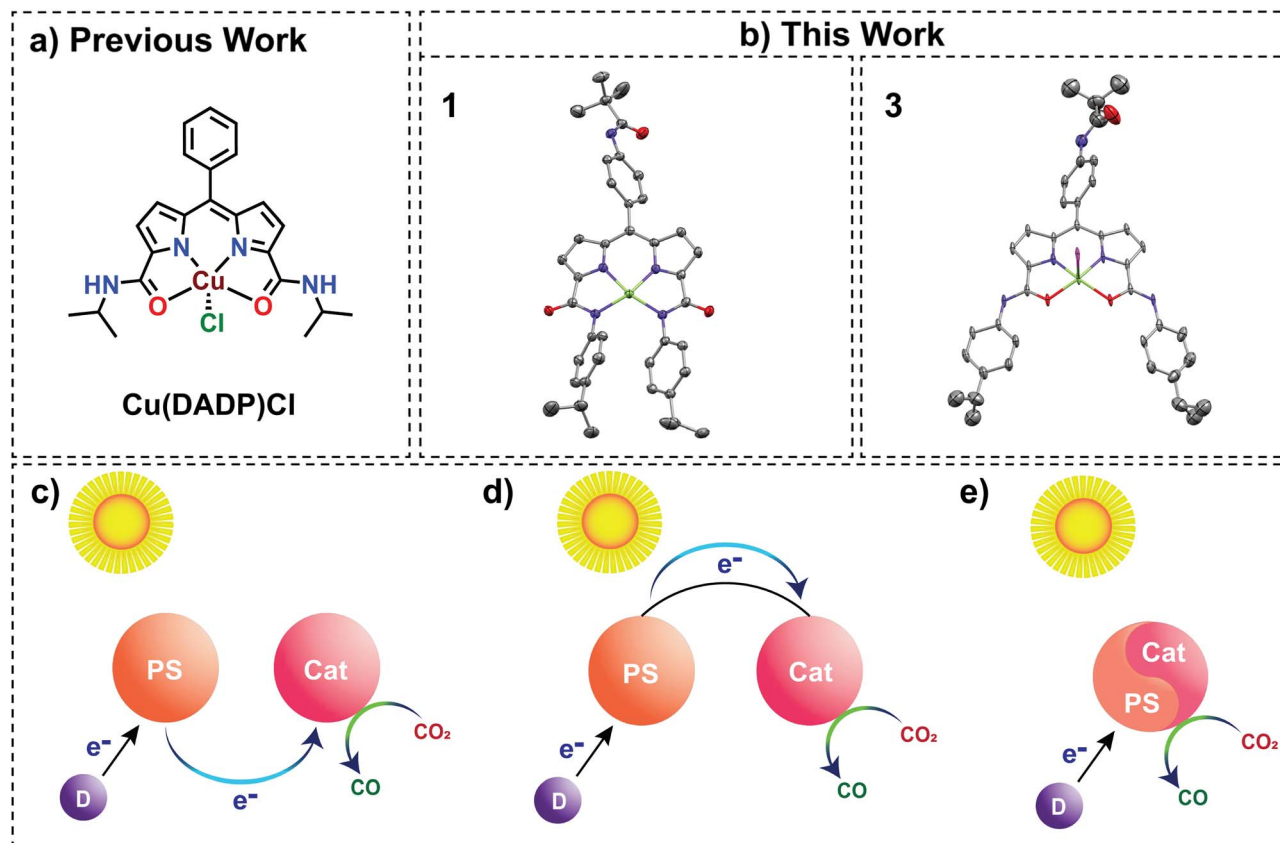 a) Previous Work
N N
HN NH
Cu
O O
Cl
Cu(DADP)Cl
b) This Work
1
3
c)
PS
Cat
e-
D
e-
CO₂
CO
d)
e-
PS
Cat
e-
D
CO₂
CO
e)
Cat
PS
e-
D
CO₂
CO